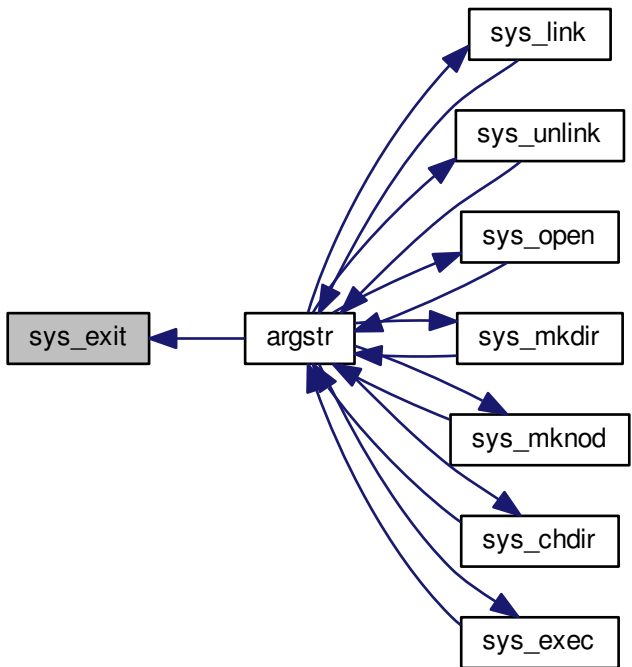 sys_link
sys_unlink
sys_open
sys_exit
argstr
sys_mkdir
sys_mknod
sys_chdir
sys_exec